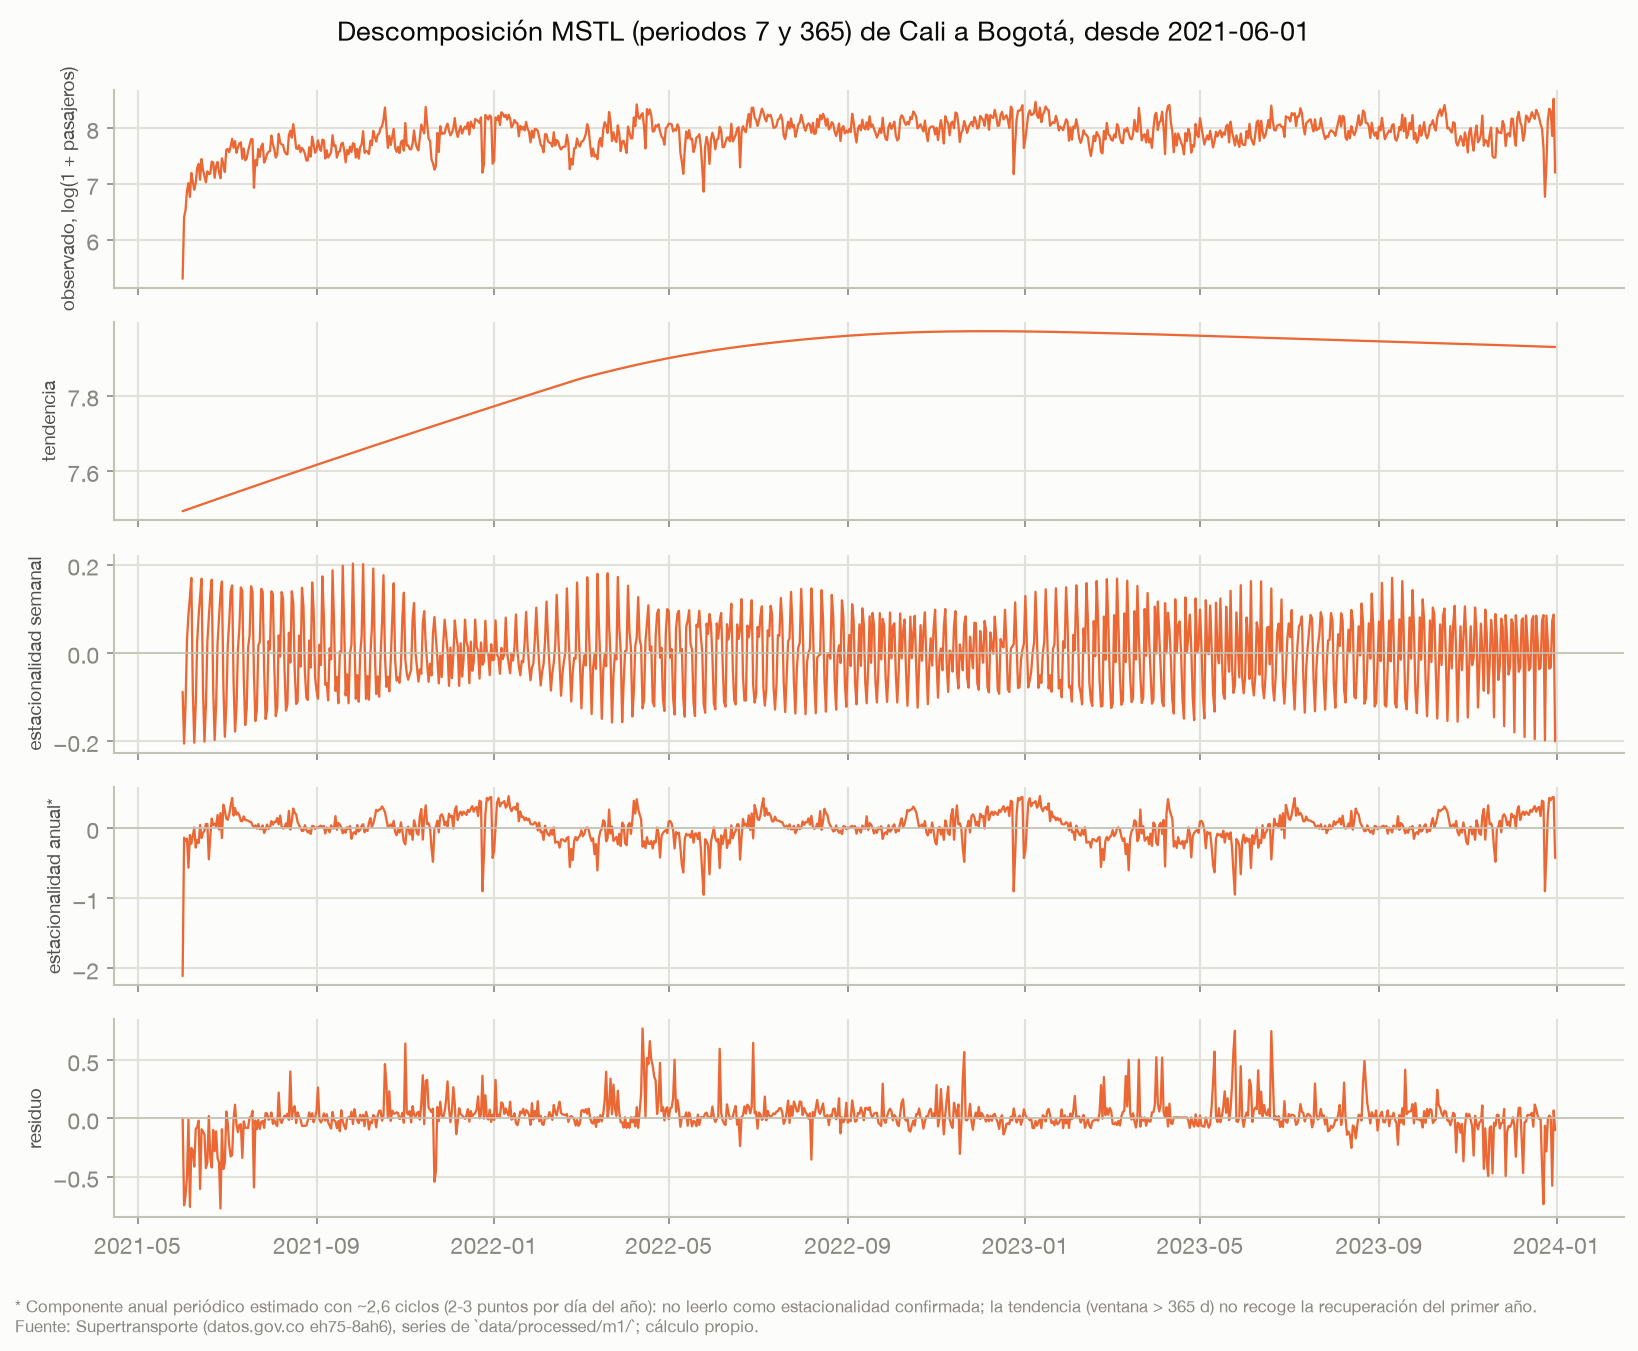 Descomposición MSTL (periodos 7 y 365) de Cali a Bogotá, desde 2021-06-01
observado, log(1 + pasajeros)
8
7
6
tendencia
7.8
7.6
estacionalidad semanal
0.2
0.0
−0.2
estacionalidad anual*
0
−1
−2
residuo
0.5
0.0
−0.5
2021-05 2021-09 2022-01 2022-05 2022-09 2023-01 2023-05 2023-09 2024-01
* Componente anual periódico estimado con ~2,6 ciclos (2-3 puntos por día del año): no leerlo como estacionalidad confirmada; la tendencia (ventana > 365 d) no recoge la recuperación del primer año.
Fuente: Supertransporte (datos.gov.co eh75-8ah6), series de `data/processed/m1/`; cálculo propio.